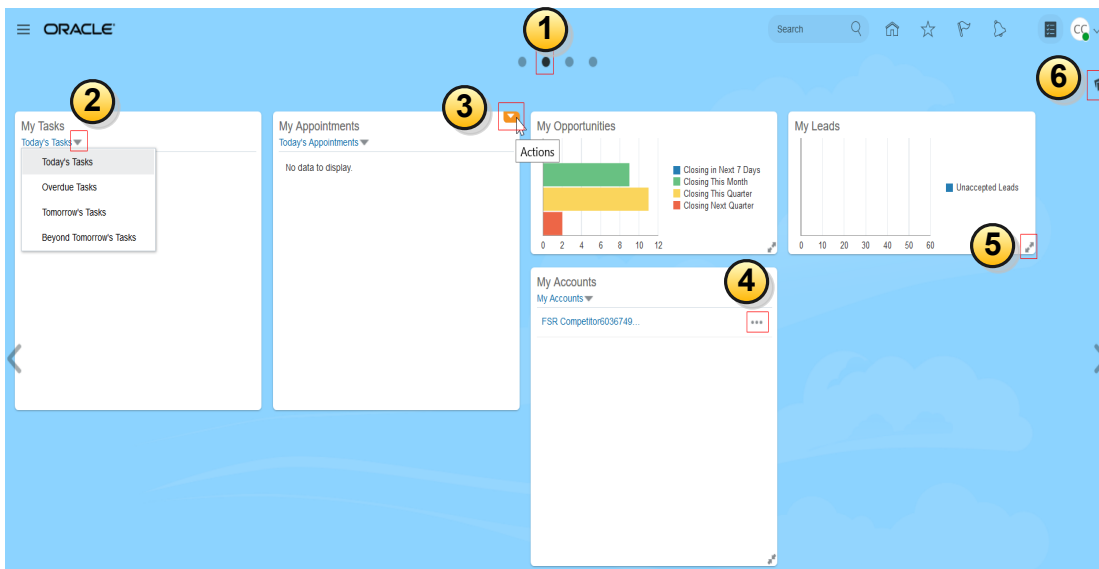 ORACLE
1
Search
CC
6
2
3
My Tasks
Today's Tasks
Today's Tasks
Overdue Tasks
Tomorrow's Tasks
Beyond Tomorrow's Tasks
My Appointments
Today's Appointments
No data to display.
Actions
My Opportunities
Closing in Next 7 Days
Closing This Month
Closing This Quarter
Closing Next Quarter
0 2 4 6 8 10 12
My Leads
Unaccepted Leads
0 10 20 30 40 50 60
5
My Accounts
My Accounts
4
FSR Competitor6036749...